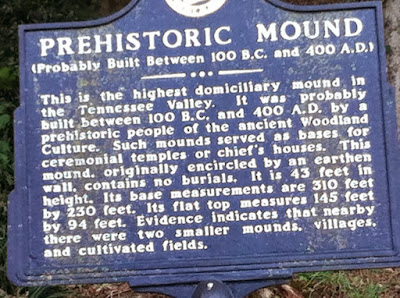 PREHISTORIC MOUND
(Probably Built Between 100 B.C. and 400 A.D.)
This is the highest domiciliary mound in
the Tennessee Valley. It was probably
built between 100 B.C. and 400 A.D. by a
prehistoric people of the ancient Woodland
Culture. Such mounds served as bases for
ceremonial temples or chief's houses. This
mound, originally encircled by an earthen
wall, contains no burials. It is 43 feet in
height. Its base measurements are 310 feet
by 230 feet. Its flat top measures 145 feet
by 94 feet. Evidence indicates that nearby
there were two smaller mounds, villages,
and cultivated fields.